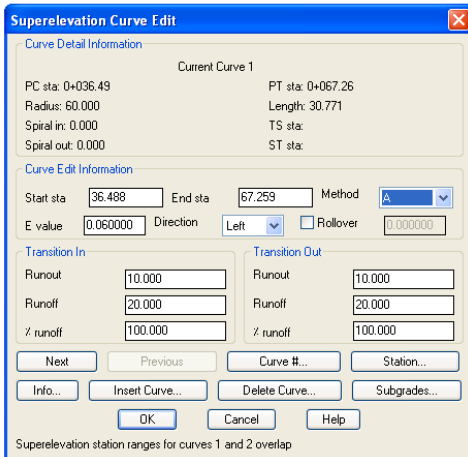 Superelevation Curve Edit
Curve Detail Information
Current Curve 1
PC sta: 0+036.49 PT sta: 0+067.26
Radius: 60.000 Length: 30.771
Spiral in: 0.000 TS sta:
Spiral out: 0.000 ST sta:
Curve Edit Information
Start sta 36.488 End sta 67.259 Method A
E value 0.060000 Direction Left Rollover 0.000000
Transition In Transition Out
Runout 10.000 Runout 10.000
Runoff 20.000 Runoff 20.000
% runoff 100.000 % runoff 100.000
Next Previous Curve #... Station...
Info... Insert Curve... Delete Curve... Subgrades...
OK Cancel Help
Superelevation station ranges for curves 1 and 2 overlap